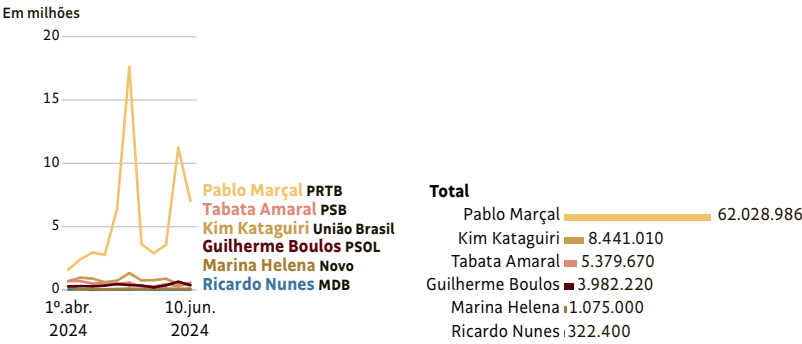 Em milhões
20
15
10
5
0
1º.abr.
2024
10.jun.
2024
Pablo Marçal PRTB
Tabata Amaral PSB
Kim Kataguiri União Brasil
Guilherme Boulos PSOL
Marina Helena Novo
Ricardo Nunes MDB
Total
Pablo Marçal 62.028.986
Kim Kataguiri 8.441.010
Tabata Amaral 5.379.670
Guilherme Boulos 3.982.220
Marina Helena 1.075.000
Ricardo Nunes 322.400